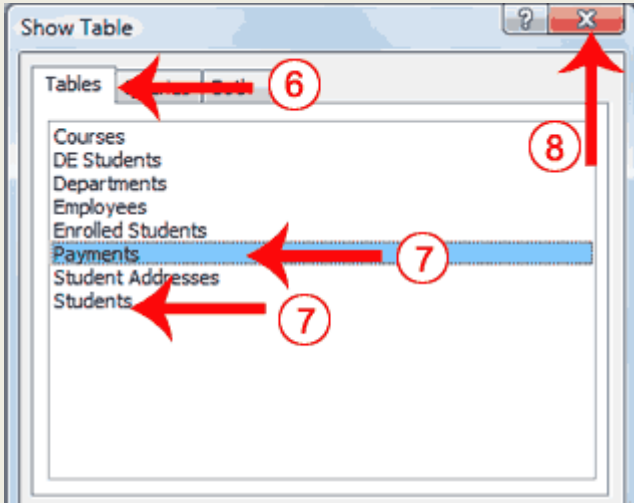 Show Table
?
Tables
6
8
Courses
DE Students
Departments
Employees
Enrolled Students
Payments
7
Student Addresses
Students
7